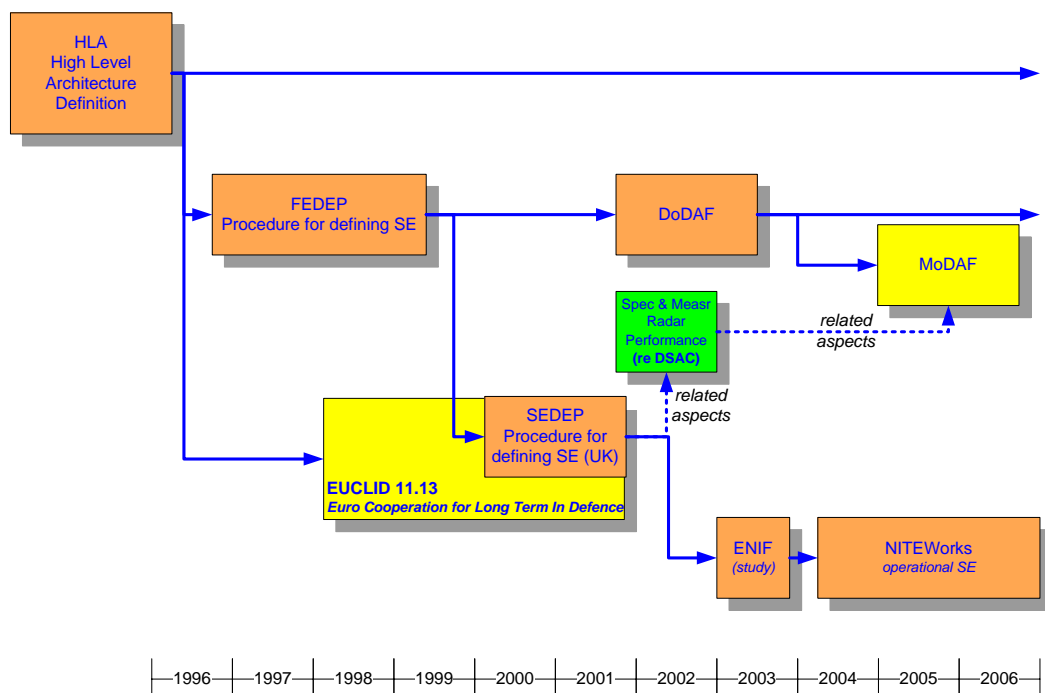 HLA
High Level
Architecture
Definition
FEDEP
Procedure for defining SE
DoDAF
MoDAF
Spec & Measr
Radar
Performance
(re DSAC)
related
aspects
related
aspects
SEDEP
Procedure for
defining SE (UK)
EUCLID 11.13
Euro Cooperation for Long Term In Defence
ENIF
(study)
NITEWorks
operational SE
1996 1997 1998 1999 2000 2001 2002 2003 2004 2005 2006